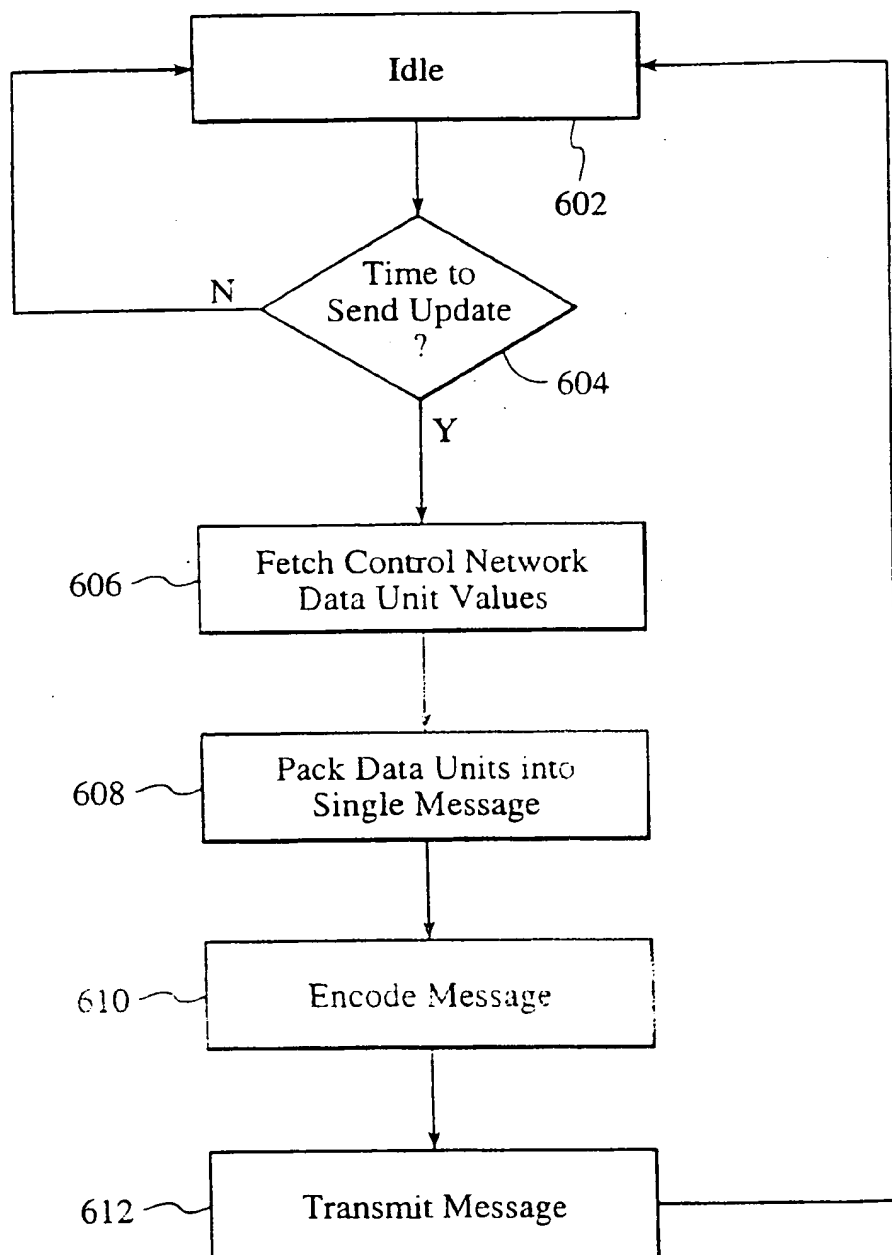 Idle
602
Time to
Send Update
?
N
604
Y
606
Fetch Control Network
Data Unit Values
608
Pack Data Units into
Single Message
610
Encode Message
612
Transmit Message